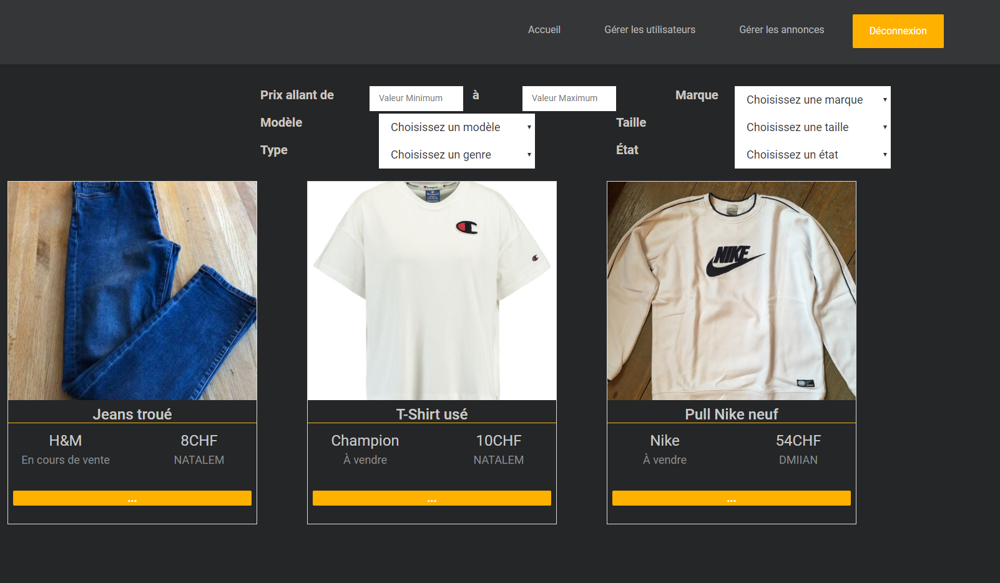 Accueil
Gérer les utilisateurs
Gérer les annonces
Déconnexion
Prix allant de
Valeur Minimum
à
Valeur Maximum
Marque
Choisissez une marque
Modèle
Choisissez un modèle
Taille
Choisissez une taille
Type
Choisissez un genre
État
Choisissez un état
NIKE
Jeans troué
H&M
8CHF
En cours de vente
NATALEM
...
T-Shirt usé
Champion
10CHF
À vendre
NATALEM
...
Pull Nike neuf
Nike
54CHF
À vendre
DMIIAN
...